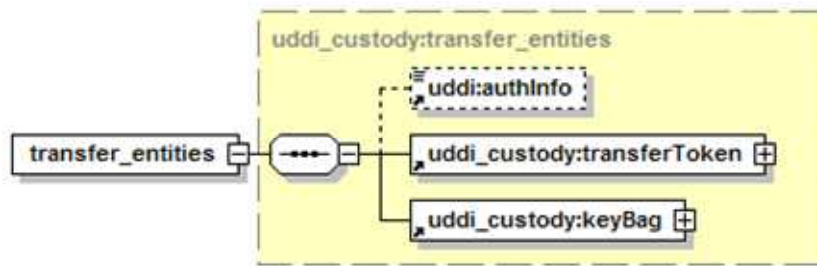 uddi_custody:transfer_entities
uddi:authInfo
transfer_entities
uddi_custody:transferToken
uddi_custody:keyBag